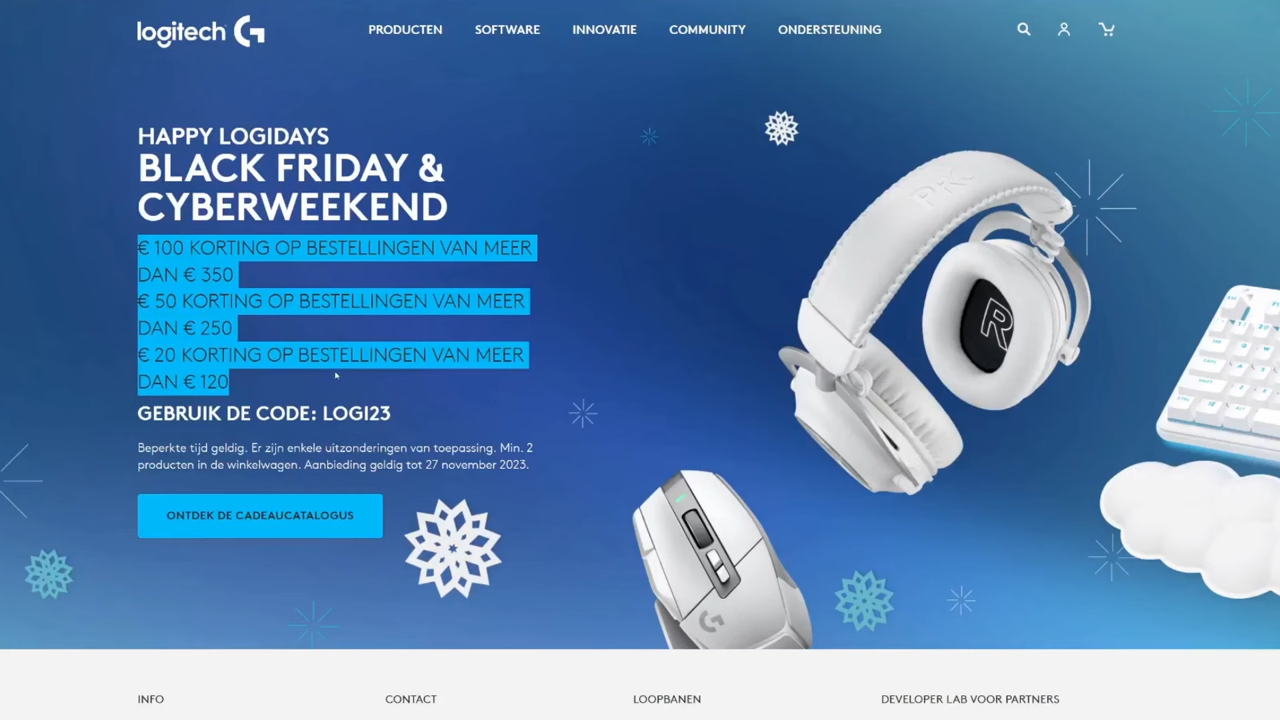 logitech G
PRODUCTEN
SOFTWARE
INNOVATIE
COMMUNITY
ONDERSTEUNING
HAPPY LOGIDAYS
BLACK FRIDAY &
CYBERWEEKEND
€ 100 KORTING OP BESTELLINGEN VAN MEER
DAN € 350
€ 50 KORTING OP BESTELLINGEN VAN MEER
DAN € 250
€ 20 KORTING OP BESTELLINGEN VAN MEER
DAN € 120
GEBRUIK DE CODE: LOGI23
Beperkte tijd geldig. Er zijn enkele uitzonderingen van toepassing. Min. 2
producten in de winkelwagen. Aanbieding geldig tot 27 november 2023.
ONTDEK DE CADEAUCATALOGUS
R
G
INFO
CONTACT
LOOPBANEN
DEVELOPER LAB VOOR PARTNERS